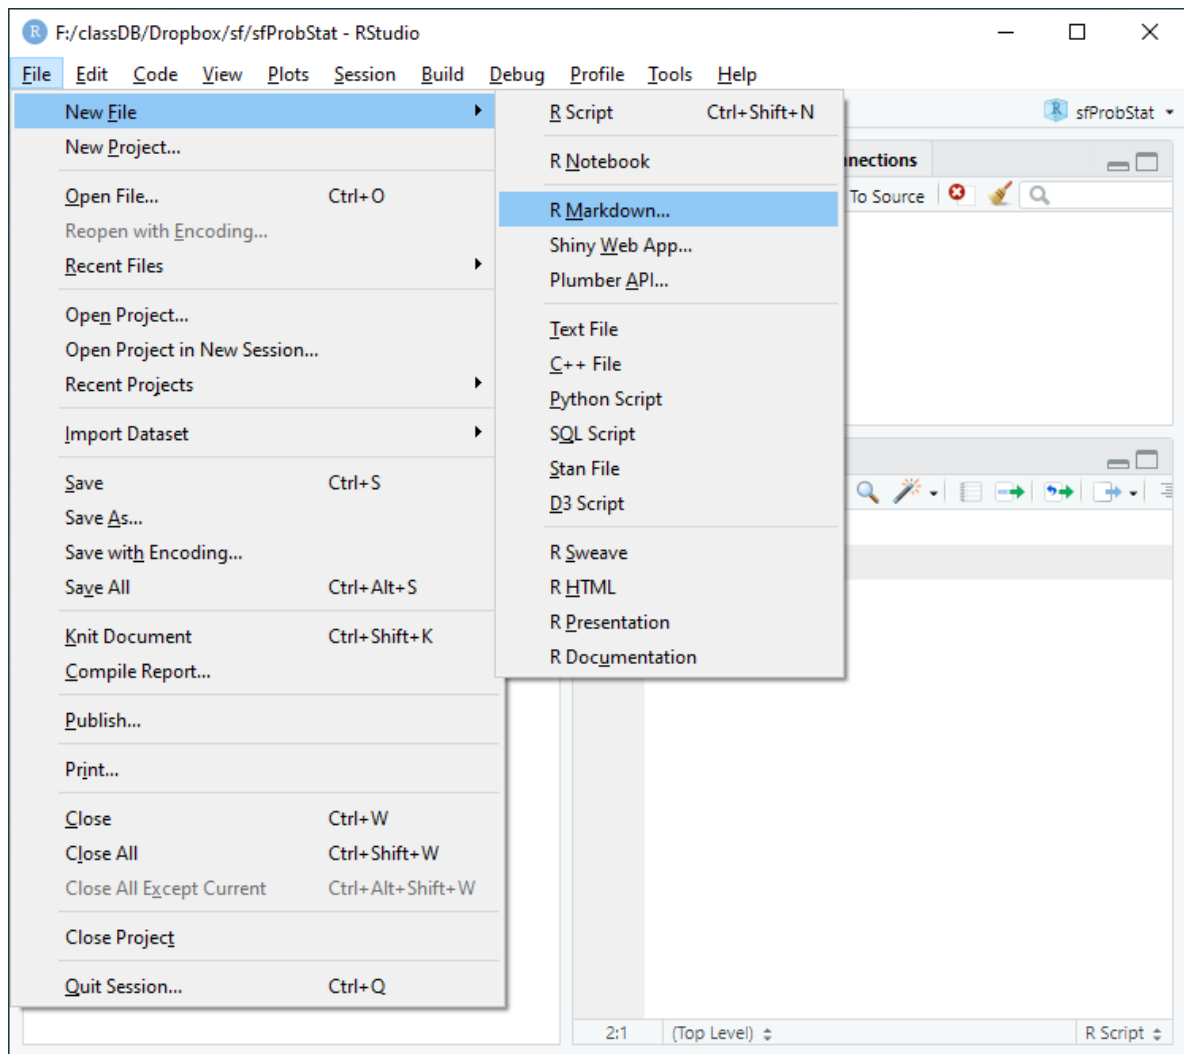 F:/classDB/Dropbox/sf/sfProbStat - RStudio
File Edit Code View Plots Session Build Debug Profile Tools Help
New File
New Project...
Open File... Ctrl+O
Reopen with Encoding...
Recent Files
Open Project...
Open Project in New Session...
Recent Projects
Import Dataset
Save Ctrl+S
Save As...
Save with Encoding...
Save All Ctrl+Alt+S
Knit Document Ctrl+Shift+K
Compile Report...
Publish...
Print...
Close Ctrl+W
Close All Ctrl+Shift+W
Close All Except Current Ctrl+Alt+Shift+W
Close Project
Quit Session... Ctrl+Q
R Script Ctrl+Shift+N
R Notebook
R Markdown...
Shiny Web App...
Plumber API...
Text File
C++ File
Python Script
SQL Script
Stan File
D3 Script
R Sweave
R HTML
R Presentation
R Documentation
sfProbStat
nnections
To Source
2:1 (Top Level) R Script